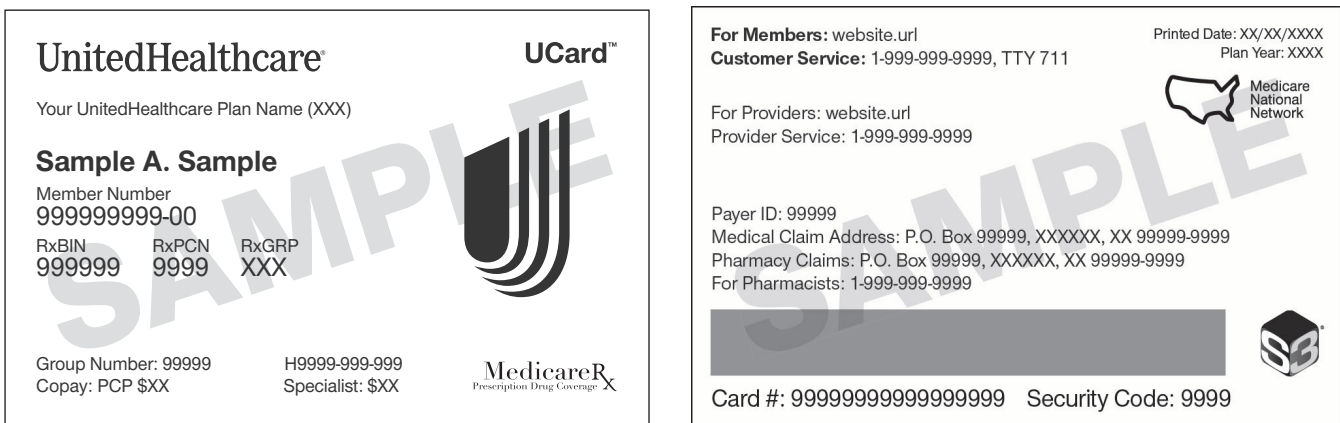 UnitedHealthcare®
UCard™
Your UnitedHealthcare Plan Name (XXX)
Sample A. Sample
Member Number
999999999-00
RxBIN RxPCN RxGRP
999999 9999 XXX
Group Number: 99999 H9999-999-999
Copay: PCP $XX Specialist: $XX
MedicareRx
Prescription Drug Coverage
SAMPLE
For Members: website.url
Customer Service: 1-999-999-9999, TTY 711
Printed Date: XX/XX/XXXX
Plan Year: XXXX
Medicare
National
Network
For Providers: website.url
Provider Service: 1-999-999-9999
Payer ID: 99999
Medical Claim Address: P.O. Box 99999, XXXXXX, XX 99999-9999
Pharmacy Claims: P.O. Box 99999, XXXXXX, XX 99999-9999
For Pharmacists: 1-999-999-9999
S3®
Card #: 99999999999999999 Security Code: 9999
SAMPLE